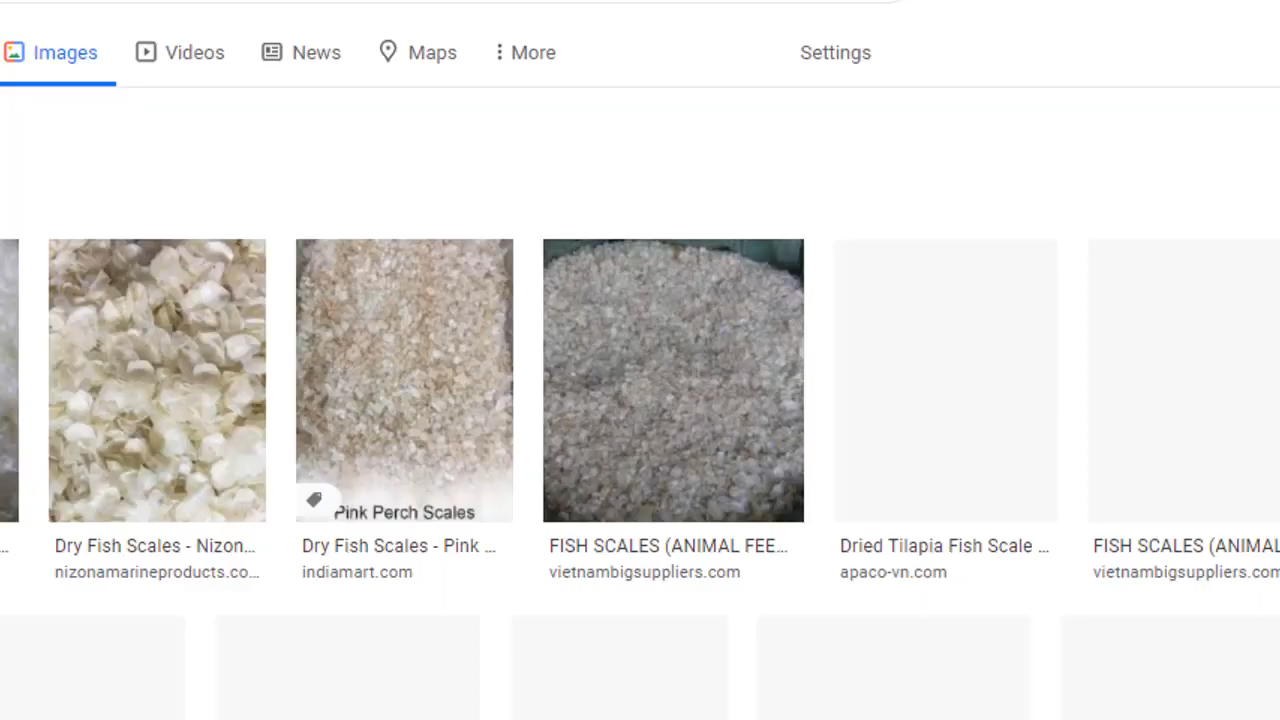 Images Videos News Maps More Settings
Pink Perch Scales
Dry Fish Scales - Nizon...
nizonamarineproducts.co...
Dry Fish Scales - Pink ...
indiamart.com
FISH SCALES (ANIMAL FEE...
vietnambigsuppliers.com
Dried Tilapia Fish Scale ...
apaco-vn.com
FISH SCALES (ANIMAL
vietnambigsuppliers.com